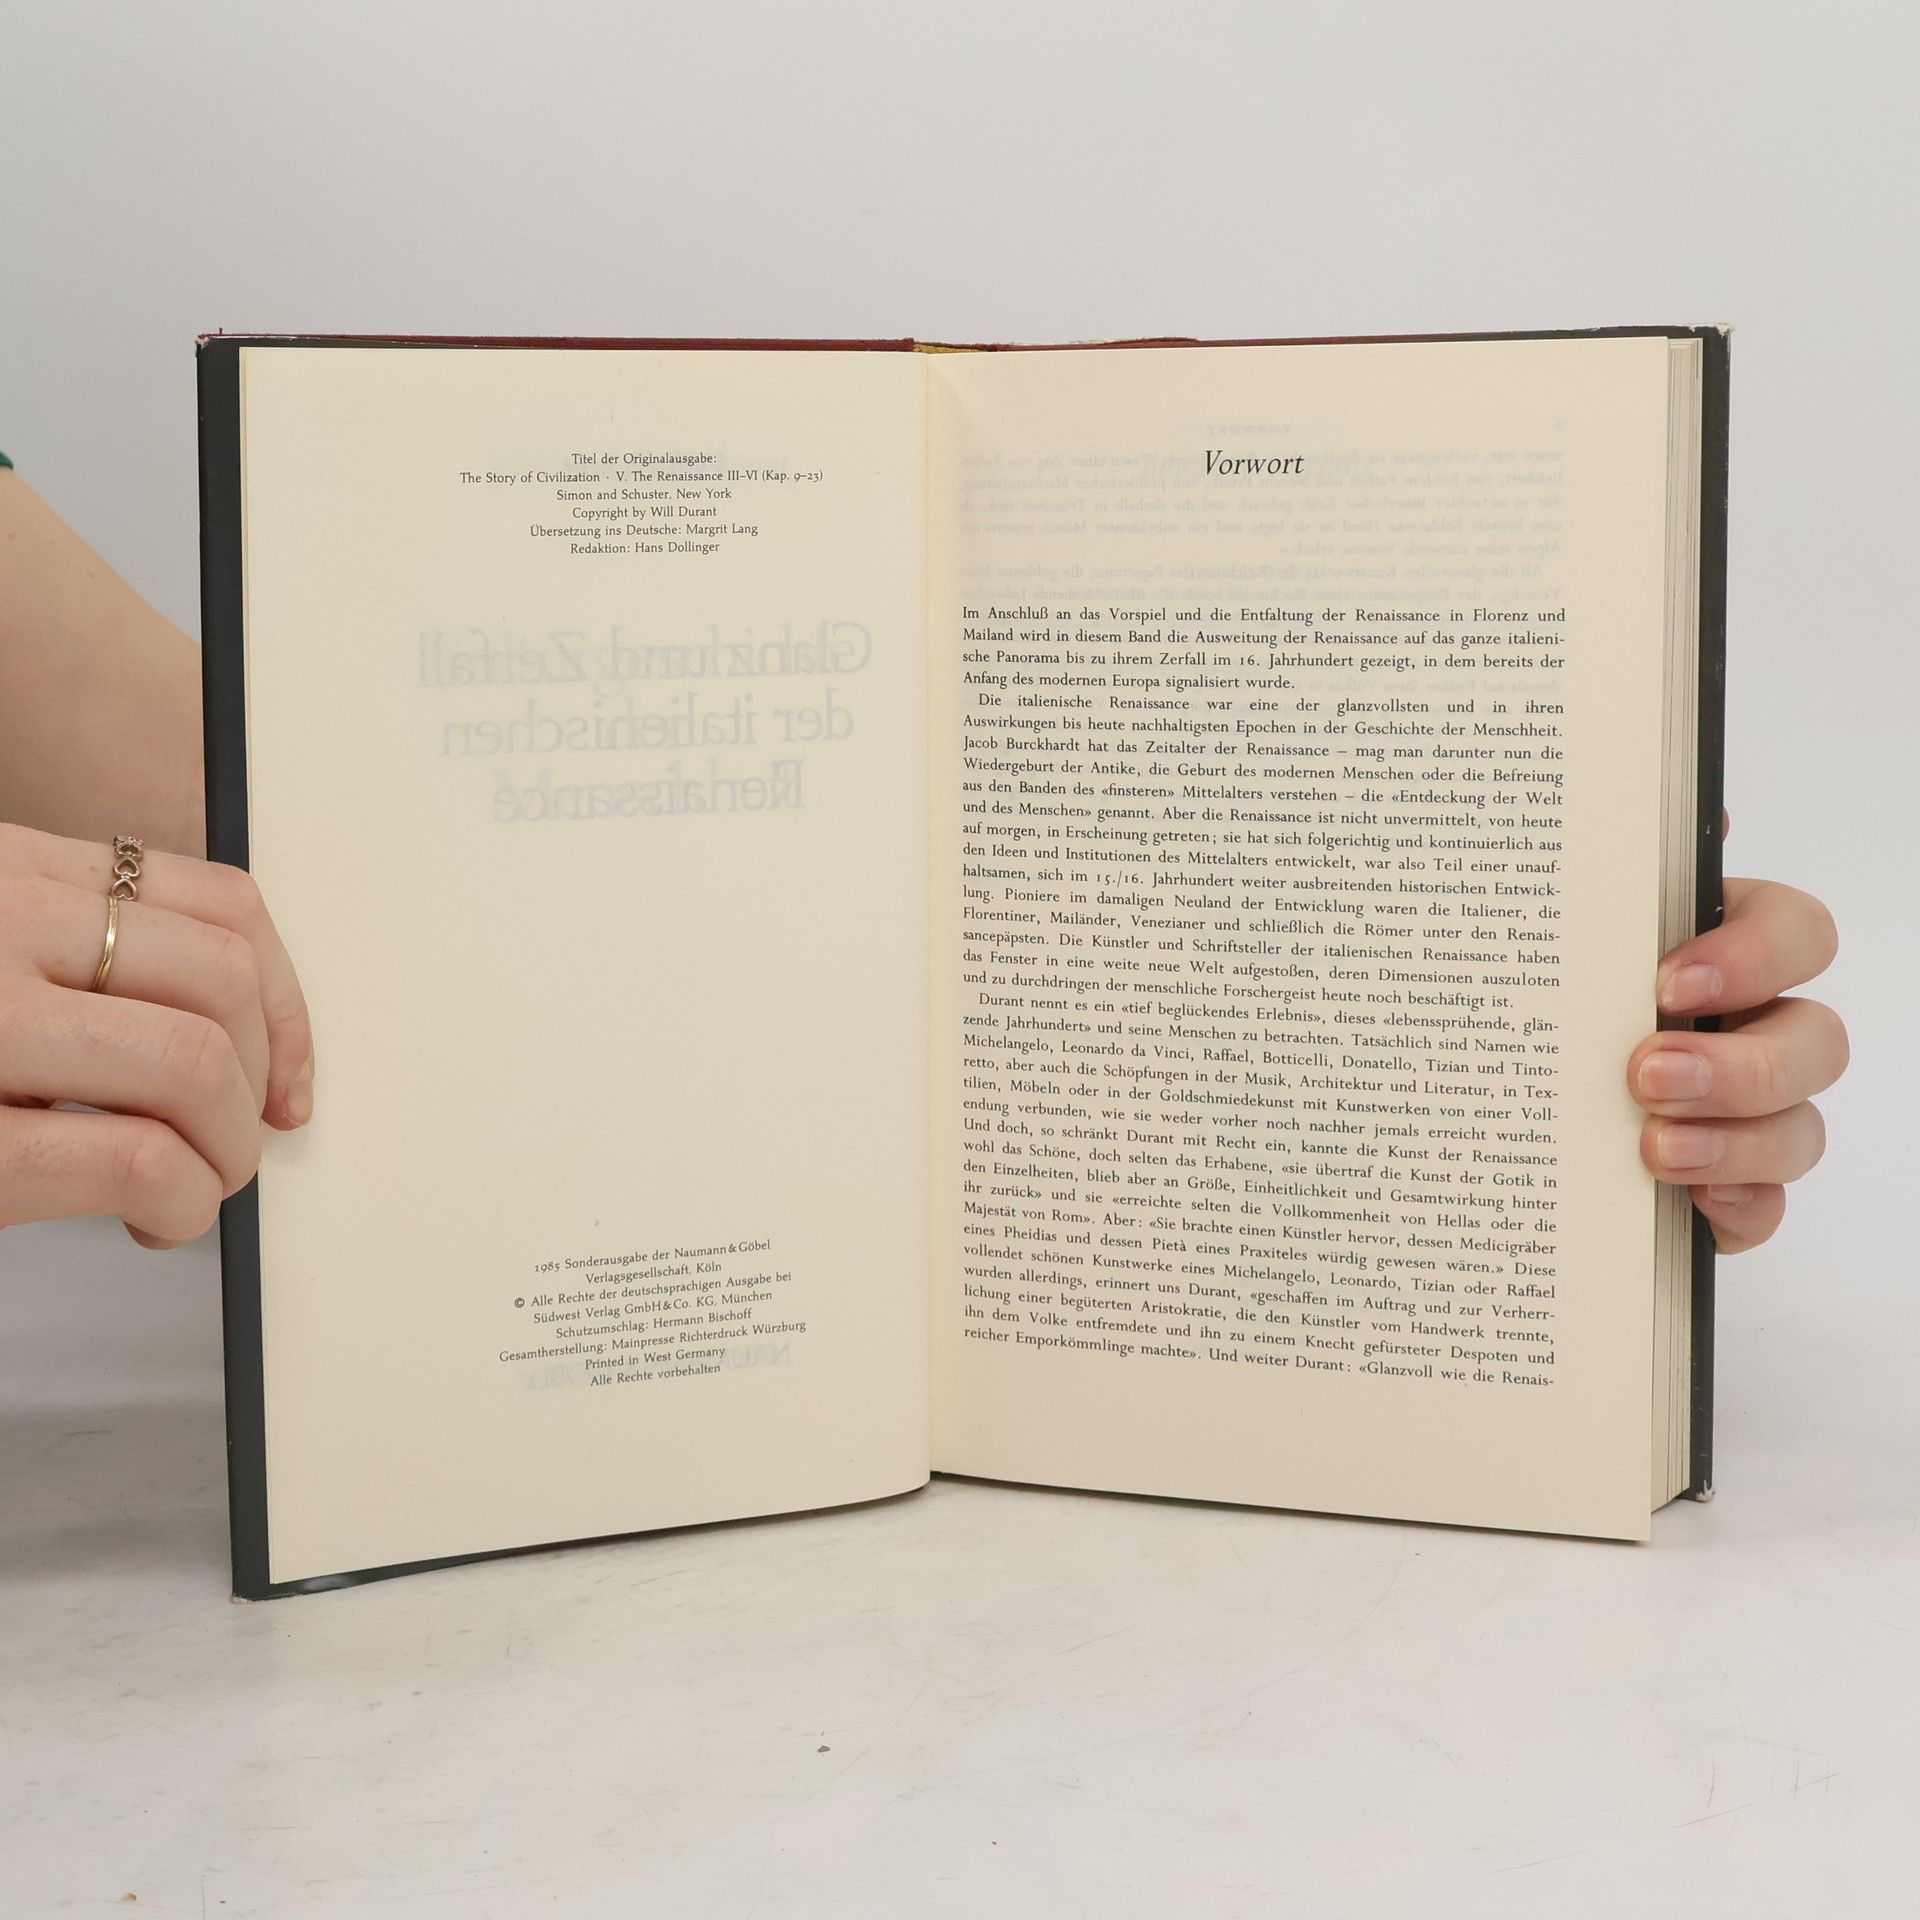 Titel der Originalausgabe:
The Story of Civilization · V. The Renaissance III–VI (Kap. 9–23)
Simon and Schuster, New York
Copyright by Will Durant
Übersetzung ins Deutsche: Margrit Lang
Redaktion: Hans Dollinger
Glanz und Zerfall
der italienischen
Renaissance
1985 Sonderausgabe der Naumann & Göbel
Verlagsgesellschaft, Köln
© Alle Rechte der deutschsprachigen Ausgabe bei
Südwest Verlag GmbH & Co. KG, München
Schutzumschlag: Hermann Bischoff
Gesamtherstellung: Mainpresse Richterdruck Würzburg
Printed in West Germany
Alle Rechte vorbehalten
Vorwort
Im Anschluß an das Vorspiel und die Entfaltung der Renaissance in Florenz und
Mailand wird in diesem Band die Ausweitung der Renaissance auf das ganze italieni-
sche Panorama bis zu ihrem Zerfall im 16. Jahrhundert gezeigt, in dem bereits der
Anfang des modernen Europa signalisiert wurde.
Die italienische Renaissance war eine der glanzvollsten und in ihren
Auswirkungen bis heute nachhaltigsten Epochen in der Geschichte der Menschheit.
Jacob Burckhardt hat das Zeitalter der Renaissance – mag man darunter nun die
Wiedergeburt der Antike, die Geburt des modernen Menschen oder die Befreiung
aus den Banden des «finsteren» Mittelalters verstehen – die «Entdeckung der Welt
und des Menschen» genannt. Aber die Renaissance ist nicht unvermittelt, von heute
auf morgen, in Erscheinung getreten; sie hat sich folgerichtig und kontinuierlich aus
den Ideen und Institutionen des Mittelalters entwickelt, war also Teil einer unauf-
haltsamen, sich im 15./16. Jahrhundert weiter ausbreitenden historischen Entwick-
lung. Pioniere im damaligen Neuland der Entwicklung waren die Italiener, die
Florentiner, Mailänder, Venezianer und schließlich die Römer unter den Renais-
sancepäpsten. Die Künstler und Schriftsteller der italienischen Renaissance haben
das Fenster in eine weite neue Welt aufgestoßen, deren Dimensionen auszuloten
und zu durchdringen der menschliche Forschergeist heute noch beschäftigt ist.
Durant nennt es ein «tief beglückendes Erlebnis», dieses «lebenssprühende, glän-
zende Jahrhundert» und seine Menschen zu betrachten. Tatsächlich sind Namen wie
Michelangelo, Leonardo da Vinci, Raffael, Botticelli, Donatello, Tizian und Tinto-
retto, aber auch die Schöpfungen in der Musik, Architektur und Literatur, in Tex-
tilien, Möbeln oder in der Goldschmiedekunst mit Kunstwerken von einer Voll-
endung verbunden, wie sie weder vorher noch nachher jemals erreicht wurden.
Und doch, so schränkt Durant mit Recht ein, kannte die Kunst der Renaissance
wohl das Schöne, doch selten das Erhabene, «sie übertraf die Kunst der Gotik in
den Einzelheiten, blieb aber an Größe, Einheitlichkeit und Gesamtwirkung hinter
ihr zurück» und sie «erreichte selten die Vollkommenheit von Hellas oder die
Majestät von Rom». Aber: «Sie brachte einen Künstler hervor, dessen Medicigräber
eines Pheidias und dessen Pietà eines Praxiteles würdig gewesen wären.» Diese
vollendet schönen Kunstwerke eines Michelangelo, Leonardo, Tizian oder Raffael
wurden allerdings, erinnert uns Durant, «geschaffen im Auftrag und zur Verherr-
lichung einer begüterten Aristokratie, die den Künstler vom Handwerk trennte,
ihn dem Volke entfremdete und ihn zu einem Knecht gefürsteter Despoten und
reicher Emporkömmlinge machte». Und weiter Durant: «Glanzvoll wie die Renais-